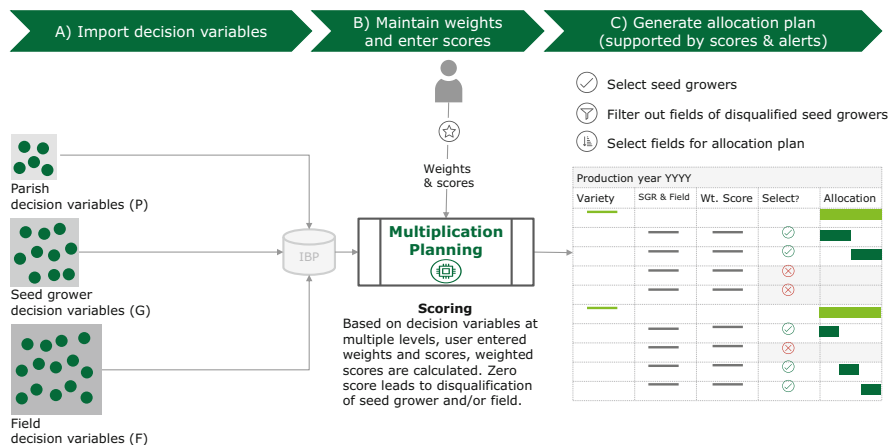 A) Import decision variables
B) Maintain weights
and enter scores
C) Generate allocation plan
(supported by scores & alerts)
Select seed growers
Filter out fields of disqualified seed growers
Select fields for allocation plan
Parish
decision variables (P)
Seed grower
decision variables (G)
Field
decision variables (F)
IBP
Weights
& scores
Multiplication
Planning
Scoring
Based on decision variables at
multiple levels, user entered
weights and scores, weighted
scores are calculated. Zero
score leads to disqualification
of seed grower and/or field.
Production year YYYY
Variety SGR & Field Wt. Score Select? Allocation